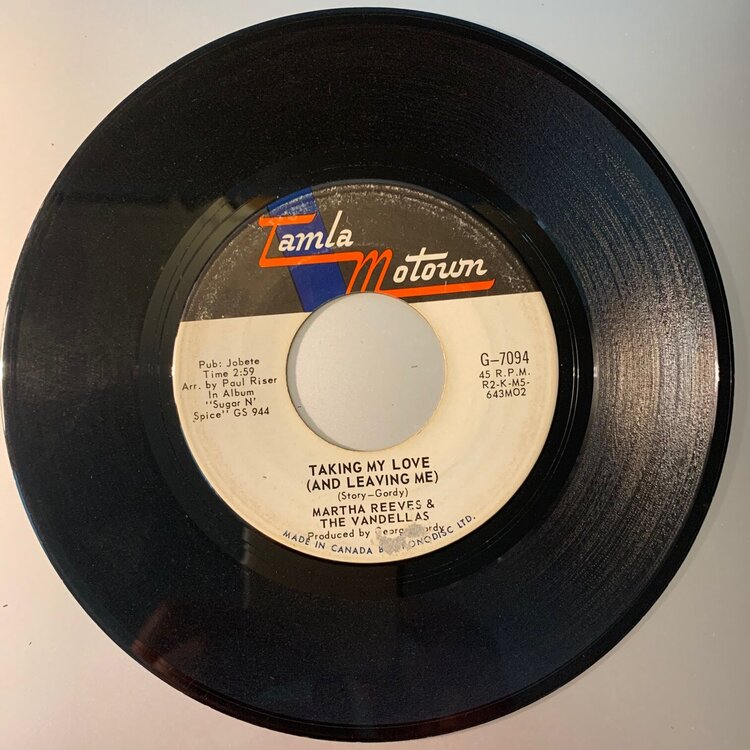 Tamla
Motown
Pub: Jobete
Time 2:59
Arr. by Paul Riser
In Album
"Sugar N'
Spice" GS 944
G-7094
45 R.P.M.
R2-K-M5-
643MO2
TAKING MY LOVE
(AND LEAVING ME)
(Story-Gordy)
MARTHA REEVES &
THE VANDELLAS
Produced by
MADE IN CANADA LTD.